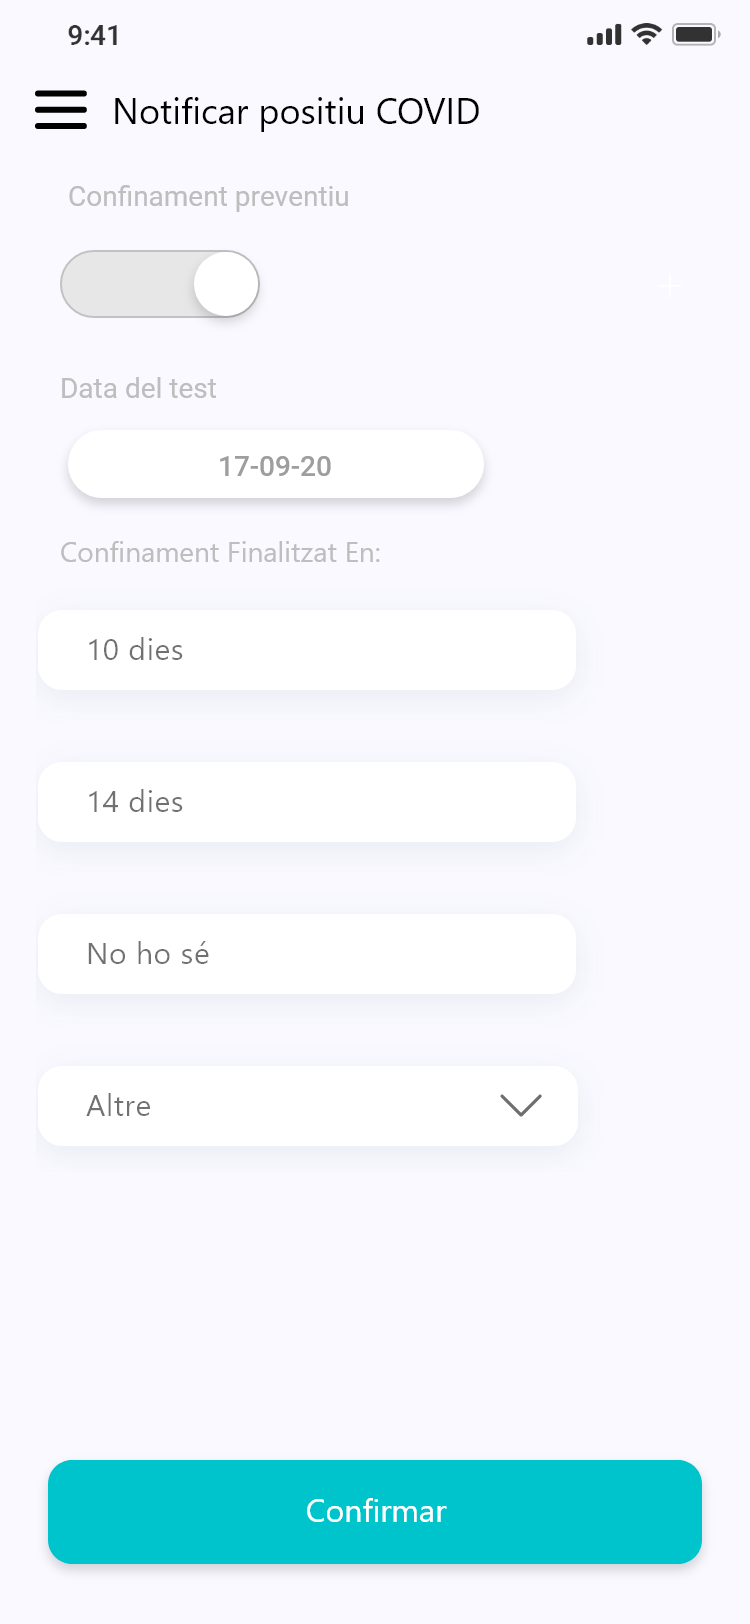 9:41
Notificar positiu COVID
Confinament preventiu
Data del test
17-09-20
Confinament Finalitzat En:
10 dies
14 dies
No ho sé
Altre
Confirmar